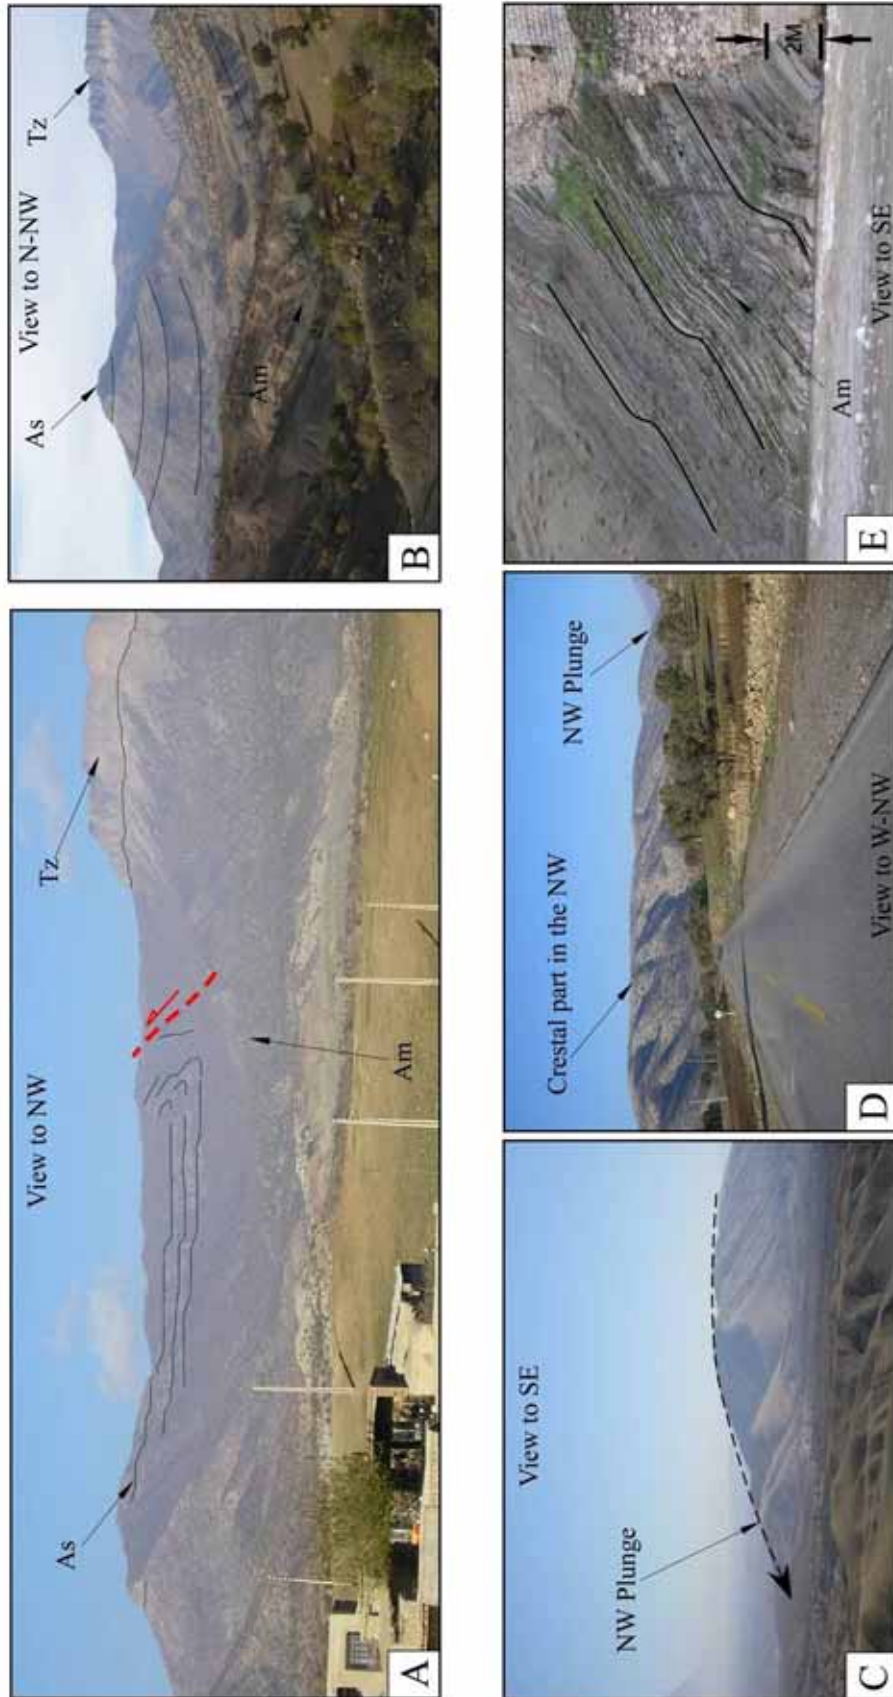 View to NW
As
Tz
Am
A
View to N-NW
As
Tz
Am
B
View to SE
NW Plunge
C
Crestal part in the NW
NW Plunge
View to W-NW
D
2M
Am
View to SE
E